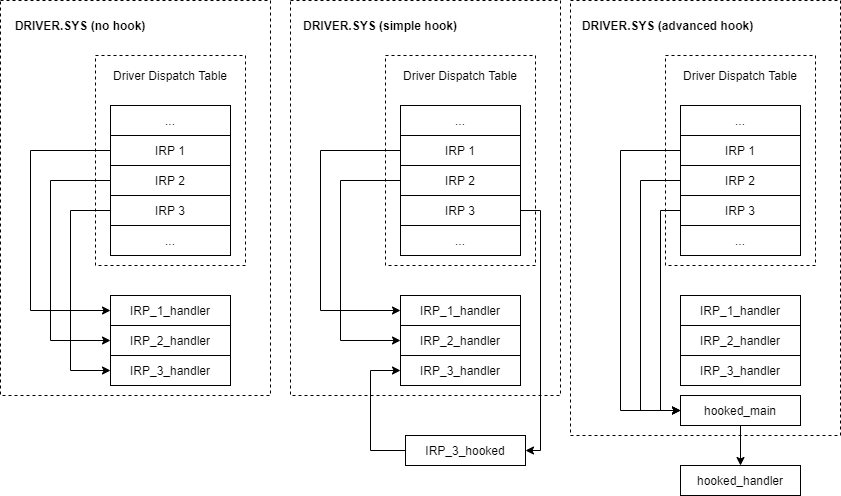 DRIVER.SYS (no hook)
Driver Dispatch Table
...
IRP 1
IRP 2
IRP 3
...
IRP_1_handler
IRP_2_handler
IRP_3_handler
DRIVER.SYS (simple hook)
Driver Dispatch Table
...
IRP 1
IRP 2
IRP 3
...
IRP_1_handler
IRP_2_handler
IRP_3_handler
IRP_3_hooked
DRIVER.SYS (advanced hook)
Driver Dispatch Table
...
IRP 1
IRP 2
IRP 3
...
IRP_1_handler
IRP_2_handler
IRP_3_handler
hooked_main
hooked_handler